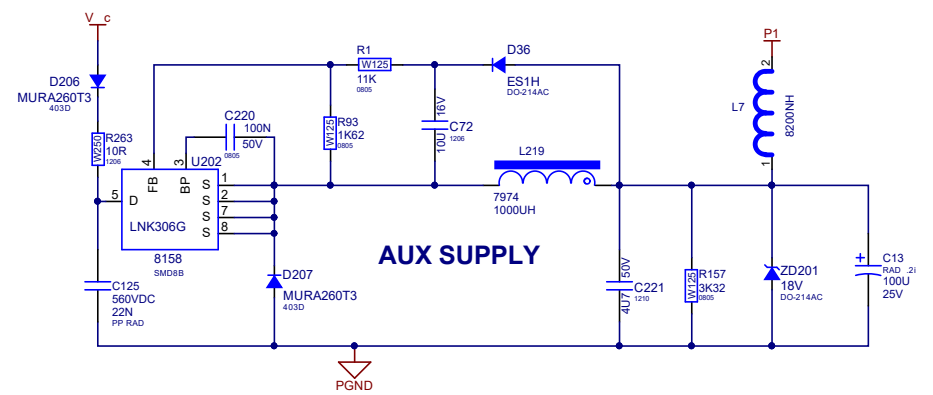 V c
D206
MURA260T3
403D
R263
10R
1206
W250
C220
100N
50V
0805
R1
W125
11K
0805
D36
ES1H
DO-214AC
R93
1K62
0805
W125
16V
C72
1206
10U
P1
2
L7
8200NH
1
4
3
U202
FB
BP
5
D
S
1
S
2
S
7
S
8
LNK306G
8158
SMD8B
L219
7974
1000UH
AUX SUPPLY
C125
560VDC
22N
PP RAD
D207
MURA260T3
403D
50V
C221
1210
4U7
R157
3K32
0805
W125
ZD201
18V
DO-214AC
+
C13
RAD .2i
100U
25V
PGND